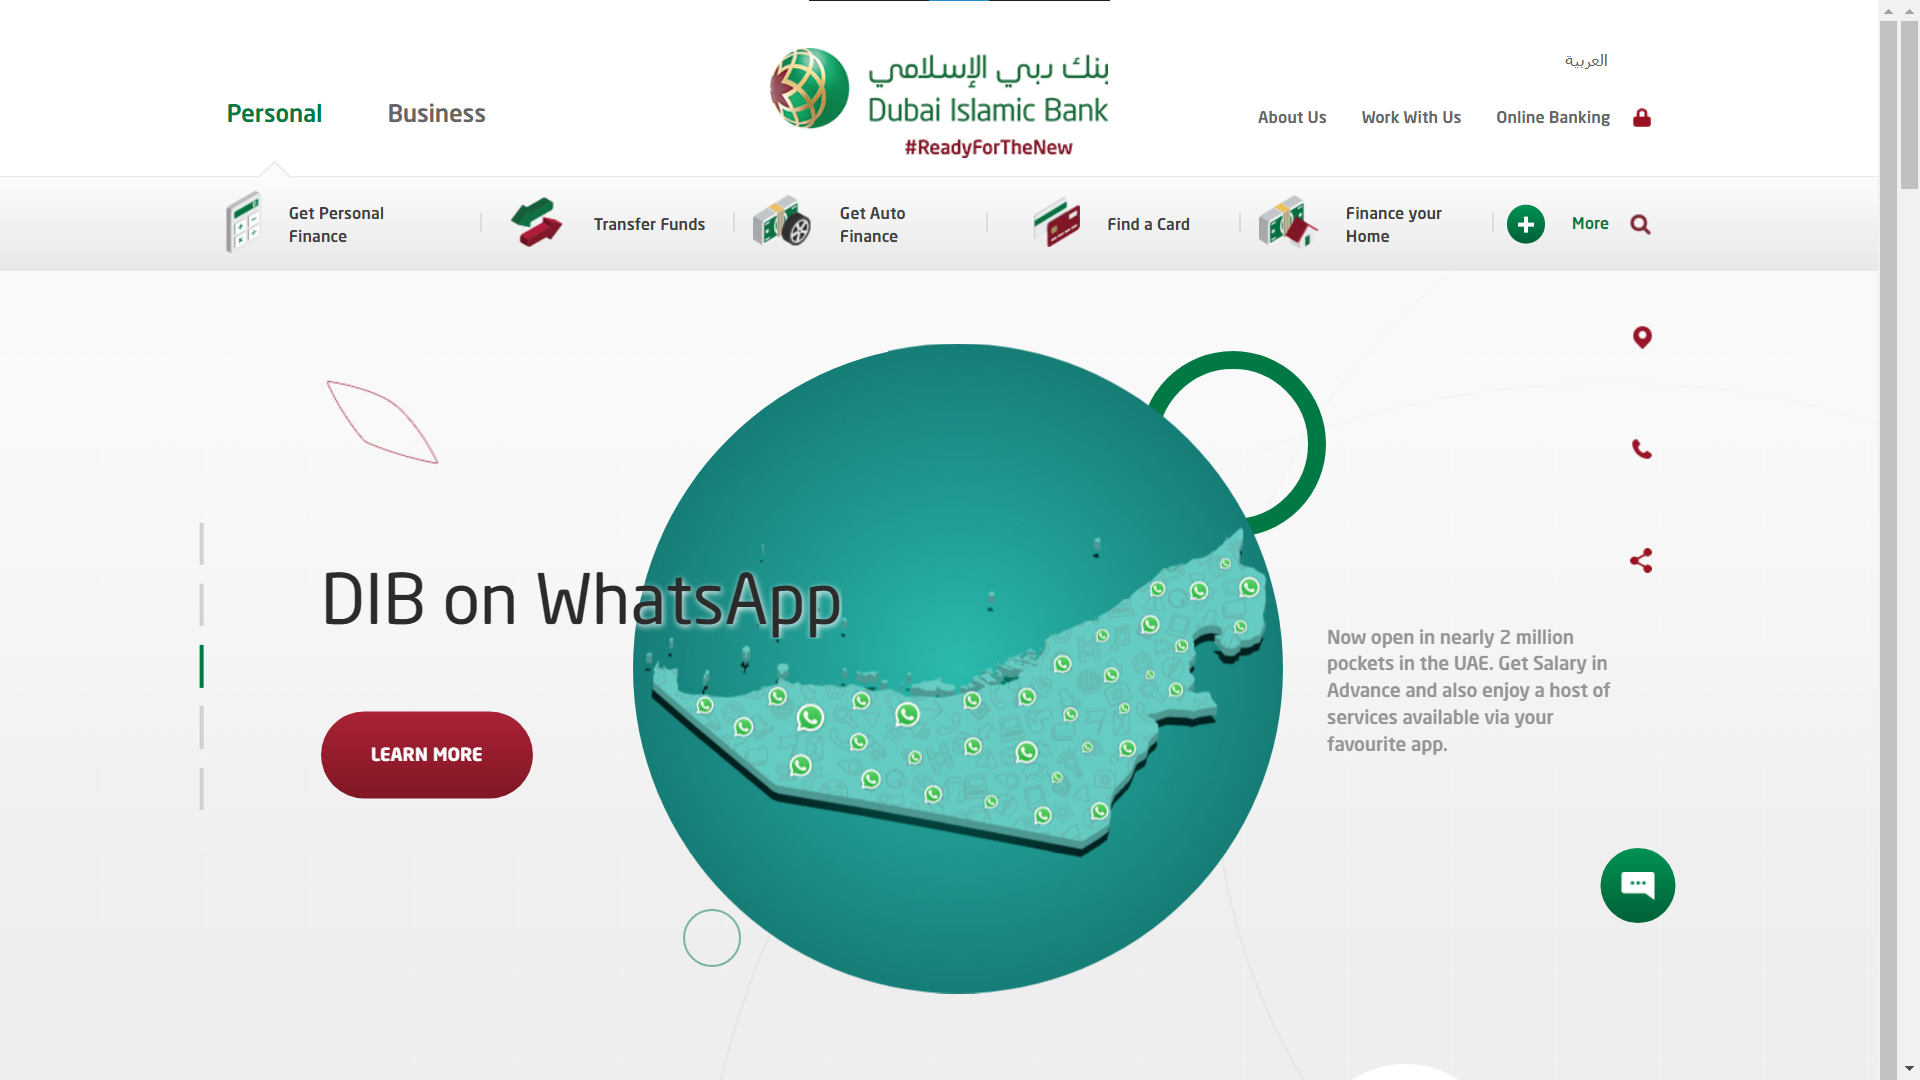 العربية
Personal
Business
بنك دبي الإسلامي
Dubai Islamic Bank
#ReadyForTheNew
About Us
Work With Us
Online Banking
Get Personal
Finance
Transfer Funds
Get Auto
Finance
Find a Card
Finance your
Home
More
DIB on WhatsApp
LEARN MORE
Now open in nearly 2 million
pockets in the UAE. Get Salary in
Advance and also enjoy a host of
services available via your
favourite app.